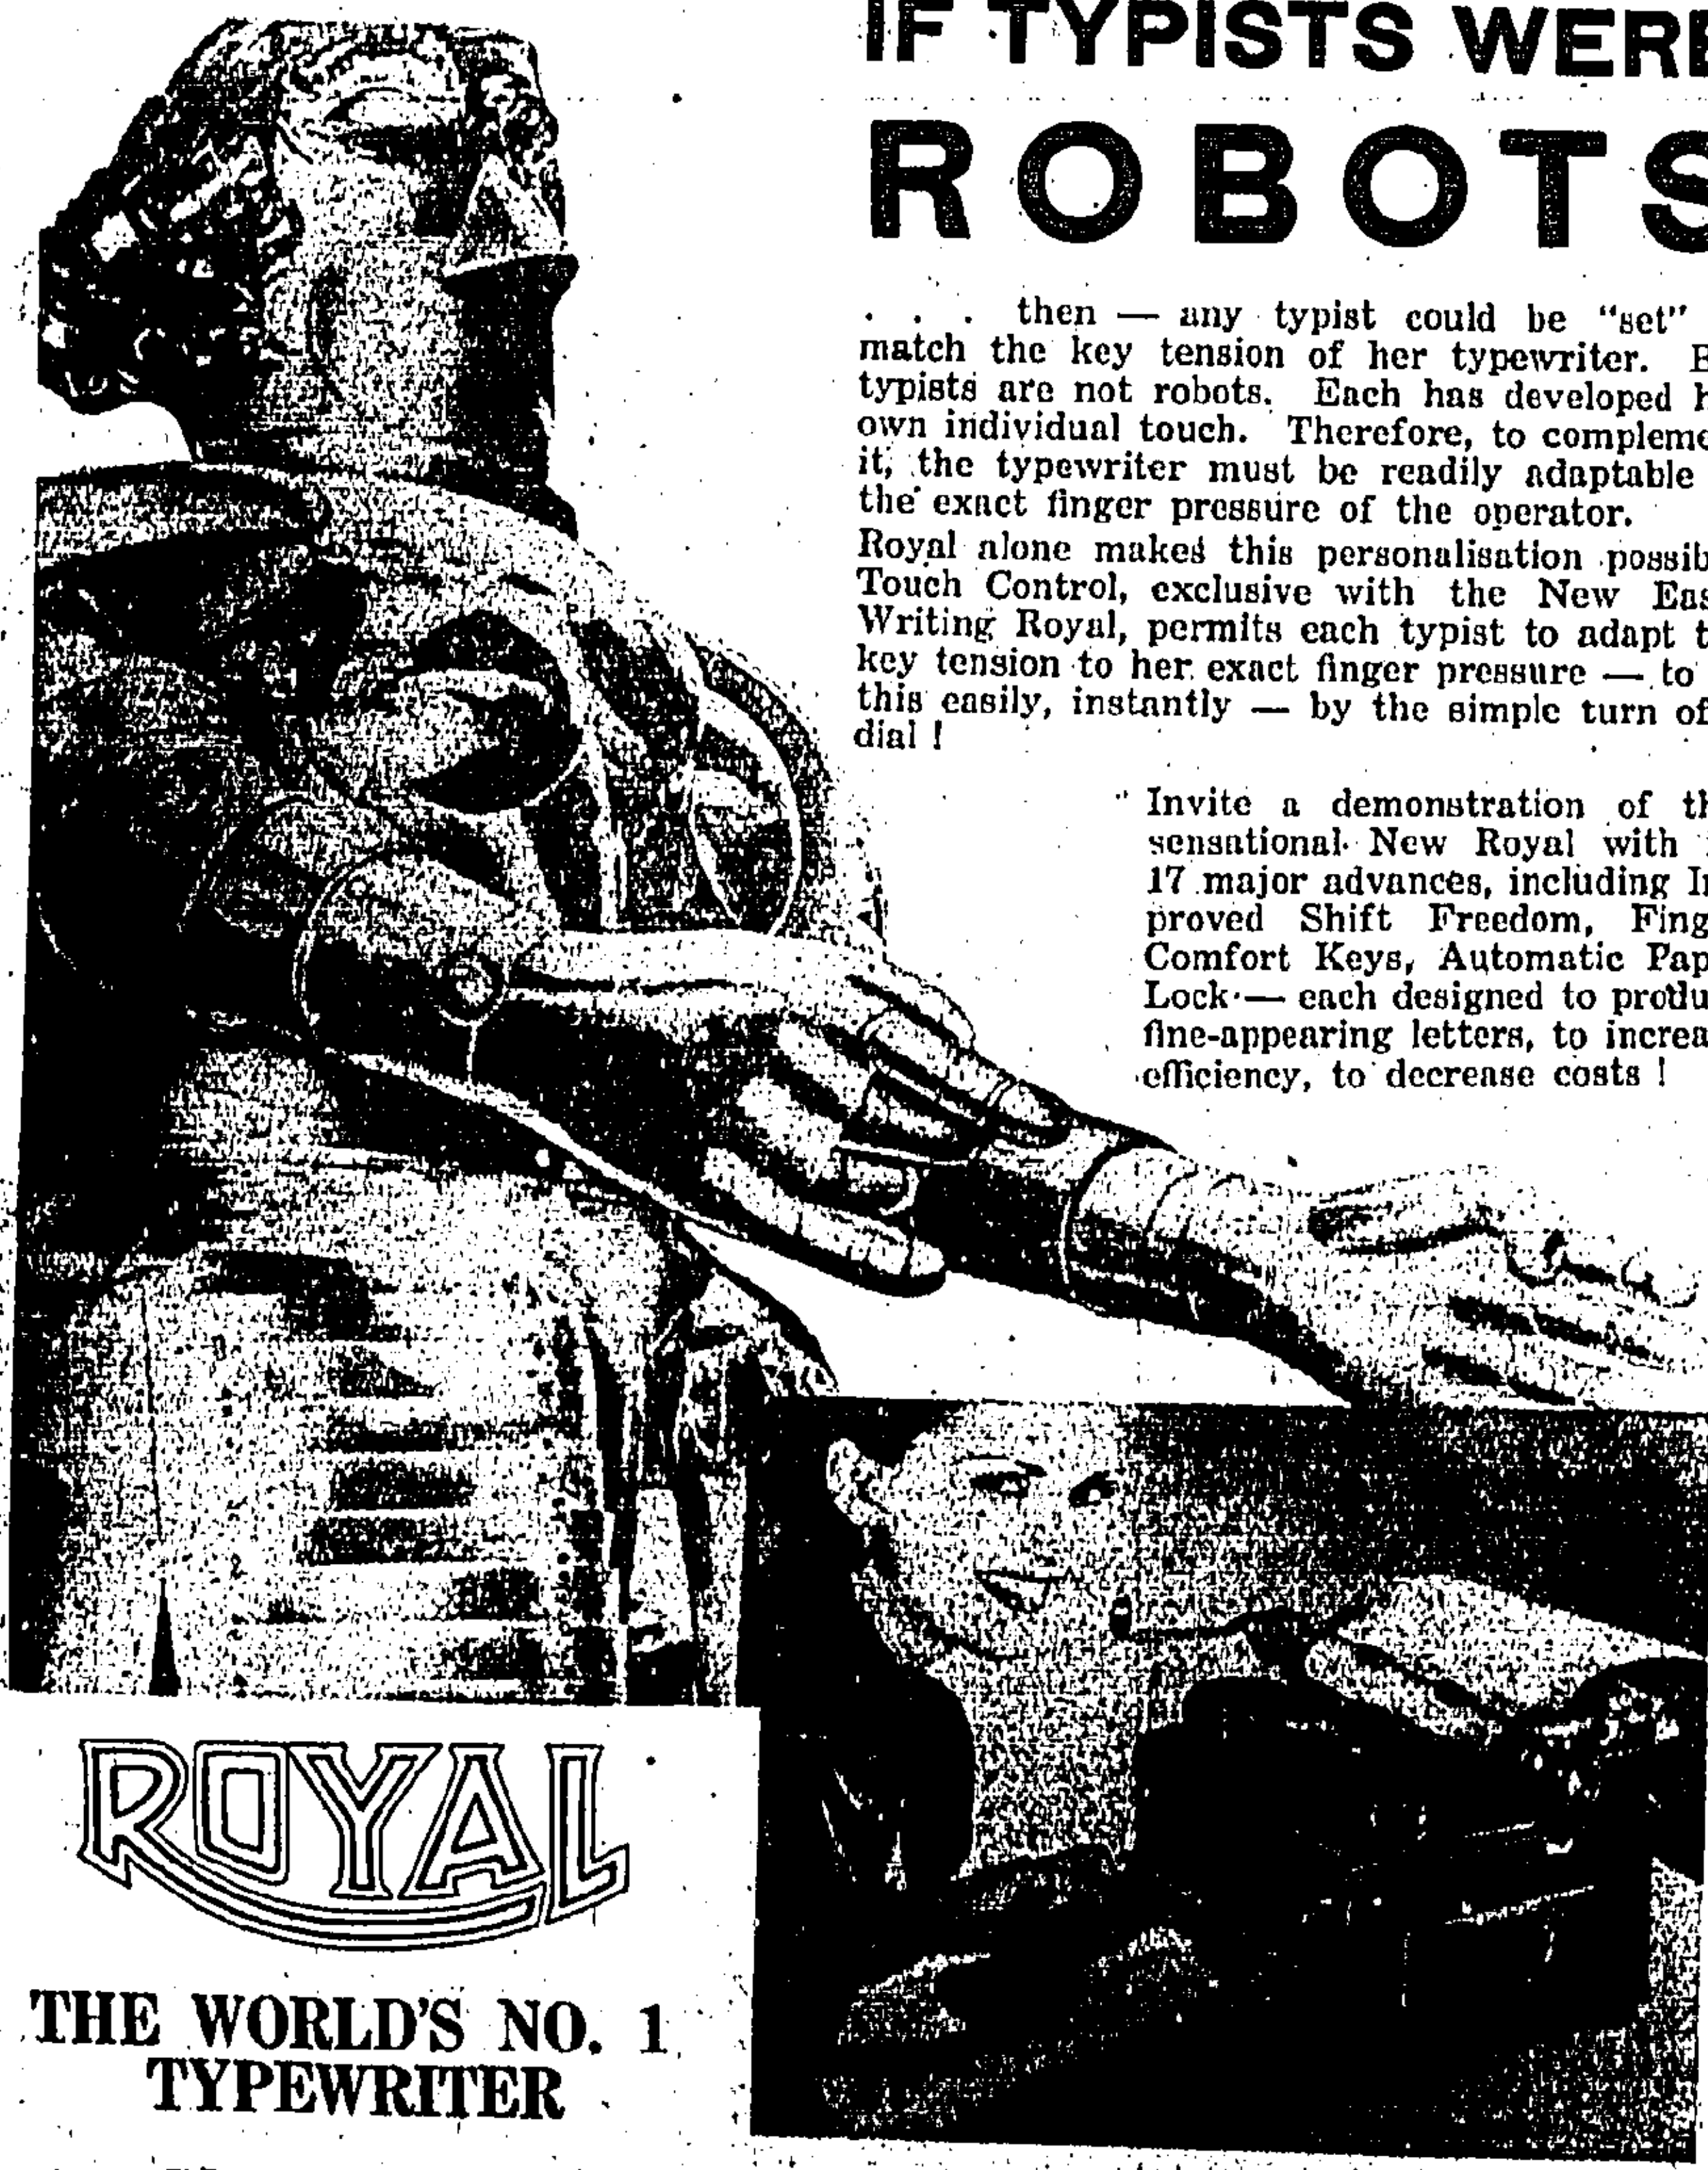 IF TYPISTS WERE
ROBOTS
. . . then — any typist could be "set"
match the key tension of her typewriter.
typists are not robots. Each has developed
own individual touch. Therefore, to
it, the typewriter must be readily adaptable
the exact finger pressure of the operator.
Royal alone makes this personalisation
Touch Control, exclusive with the New
Writing Royal, permits each typist to adapt
key tension to her exact finger pressure — to
this easily, instantly — by the simple turn of
dial !
Invite a demonstration of
sensational New Royal with
17 major advances, including
proved Shift Freedom,
Comfort Keys, Automatic
Lock — each designed to
fine-appearing letters, to
efficiency, to decrease costs !
ROYAL
THE WORLD'S NO. 1
TYPEWRITER